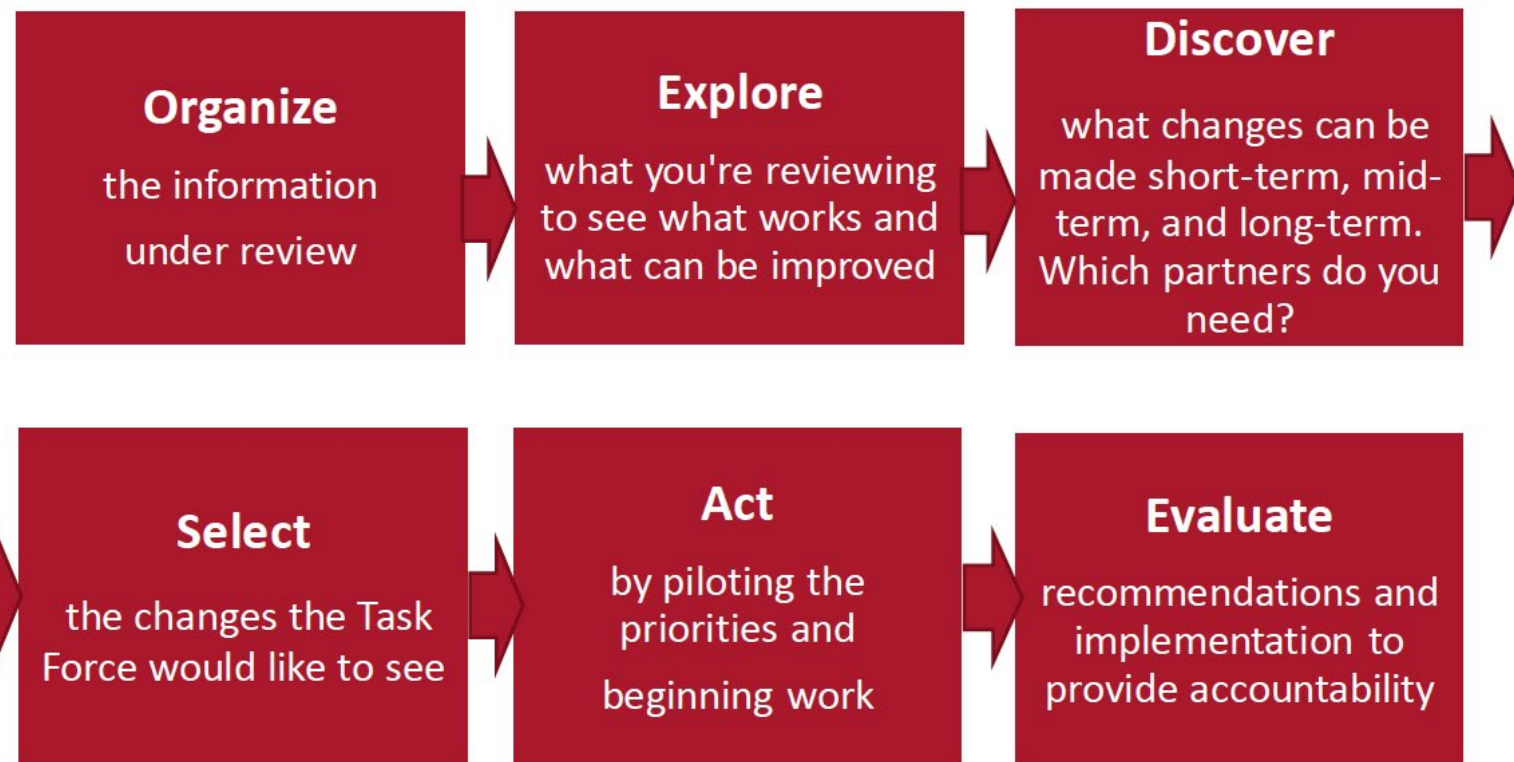 Organize
the information
under review
Explore
what you're reviewing
to see what works and
what can be improved
Discover
what changes can be
made short-term, mid-
term, and long-term.
Which partners do you
need?
Select
the changes the Task
Force would like to see
Act
by piloting the
priorities and
beginning work
Evaluate
recommendations and
implementation to
provide accountability